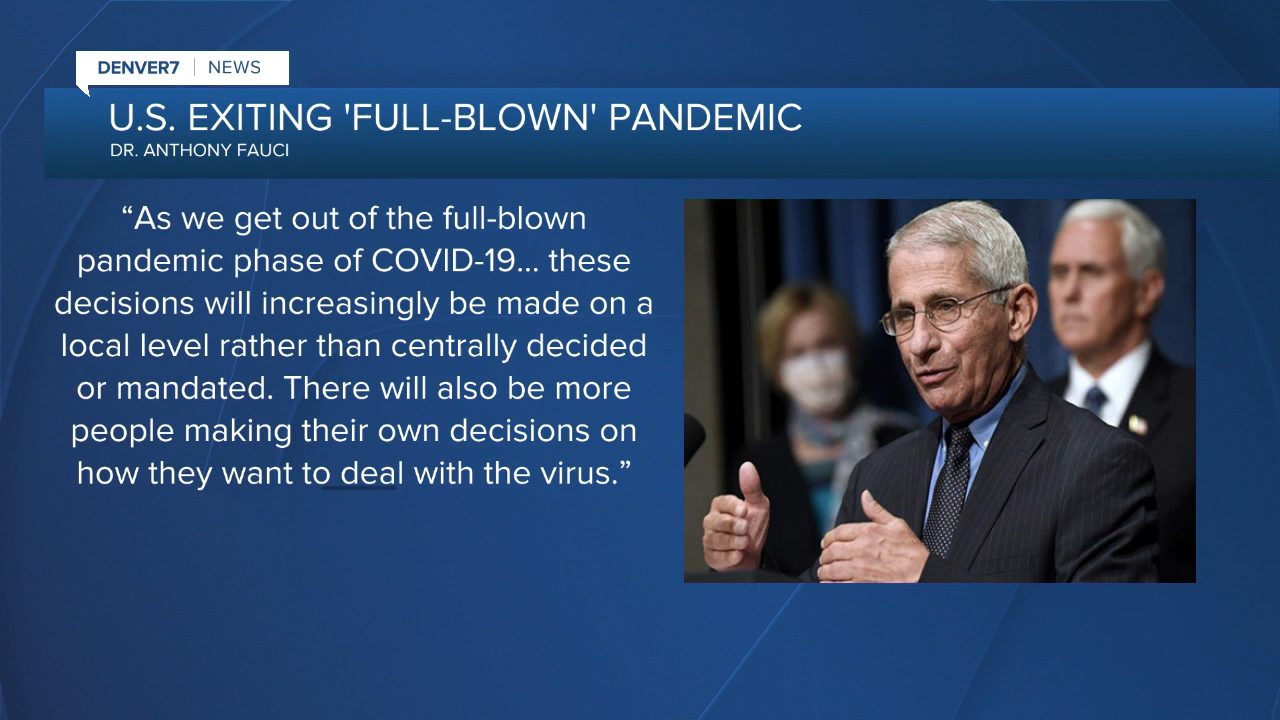 DENVER7 | NEWS
U.S. EXITING 'FULL-BLOWN' PANDEMIC
DR. ANTHONY FAUCI
“As we get out of the full-blown
pandemic phase of COVID-19... these
decisions will increasingly be made on a
local level rather than centrally decided
or mandated. There will also be more
people making their own decisions on
how they want to deal with the virus.”